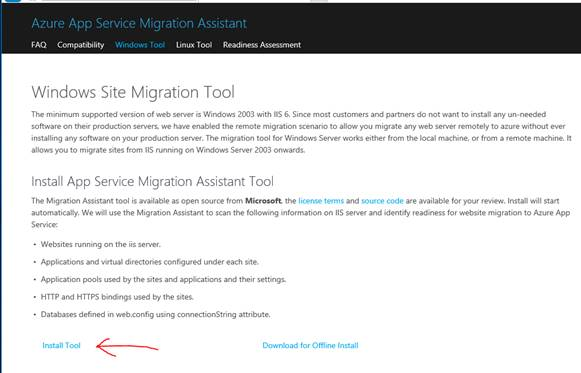 Azure App Service Migration Assistant
FAQ Compatibility Windows Tool Linux Tool Readiness Assessment
Windows Site Migration Tool
The minimum supported version of web server is Windows 2003 with IIS 6. Since most customers and partners do not want to install any un-needed
software on their production servers, we have enabled the remote migration scenario to allow you migrate any web server remotely to azure without ever
installing any software on your production server. The migration tool for Windows Server works either from the local machine, or from a remote machine. It
allows you to migrate sites from IIS running on Windows Server 2003 onwards.
Install App Service Migration Assistant Tool
The Migration Assistant tool is available as open source from Microsoft, the license terms and source code are available for your review. Install will start
automatically. We will use the Migration Assistant to scan the following information on IIS server and identify readiness for website migration to Azure App
Service:
• Websites running on the iis server.
• Applications and virtual directories configured under each site.
• Application pools used by the sites and applications and their settings.
• HTTP and HTTPS bindings used by the sites.
• Databases defined in web.config using connectionString attribute.
Install Tool Download for Offline Install